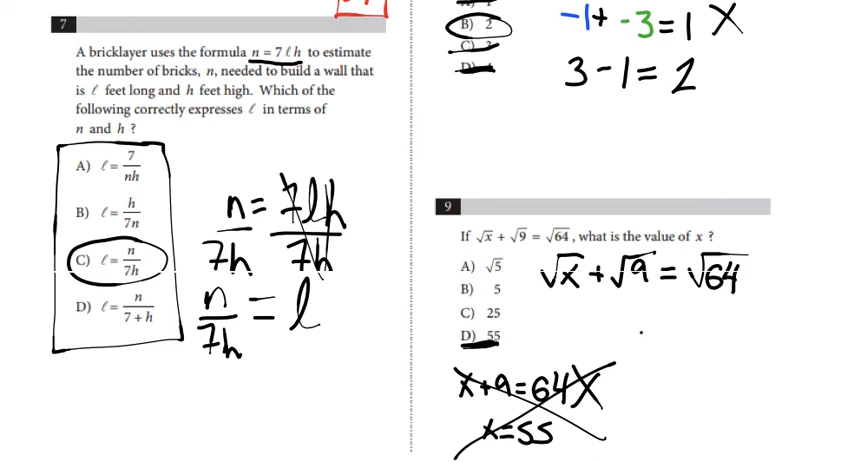 7
A bricklayer uses the formula n = 7 ℓ h to estimate
the number of bricks, n, needed to build a wall that
is ℓ feet long and h feet high. Which of the
following correctly expresses ℓ in terms of
n and h ?
A) ℓ = 7/nh
B) ℓ = h/7n
C) ℓ = n/7h
D) ℓ = n/(7 + h)
n/7h = 7ℓh/7h
n/7h = ℓ
B) 2
C) 3
-1 + -3 = 1 X
3 - 1 = 2
9
If √x + √9 = √64, what is the value of x ?
A) √5
B) 5
C) 25
D) 55
√x + √9 = √64
x + 9 = 64 X
x = 55